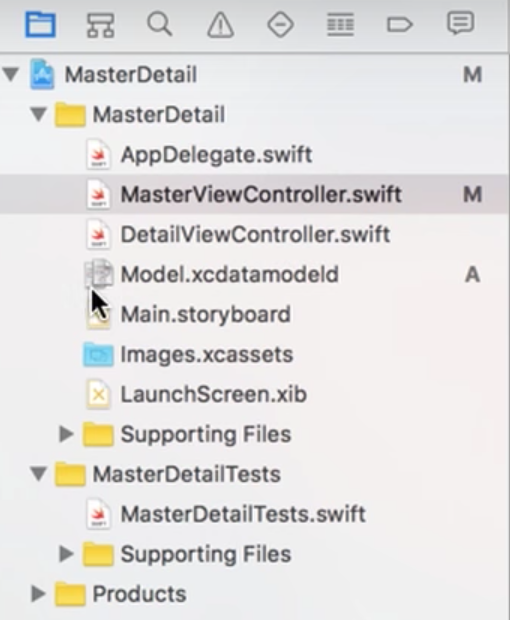 MasterDetail M
MasterDetail
AppDelegate.swift
MasterViewController.swift M
DetailViewController.swift
Model.xcdatamodeld A
Main.storyboard
Images.xcassets
LaunchScreen.xib
Supporting Files
MasterDetailTests
MasterDetailTests.swift
Supporting Files
Products